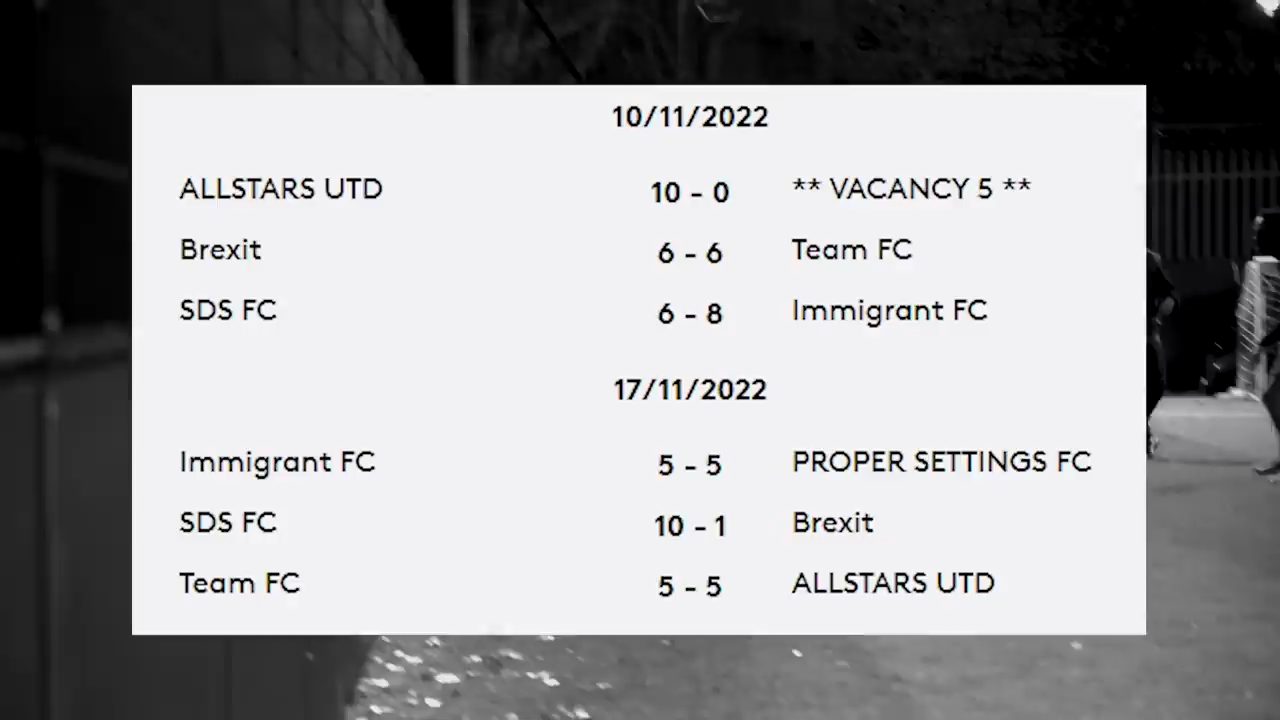 10/11/2022
ALLSTARS UTD 10 - 0 ** VACANCY 5 **
Brexit 6 - 6 Team FC
SDS FC 6 - 8 Immigrant FC
17/11/2022
Immigrant FC 5 - 5 PROPER SETTINGS FC
SDS FC 10 - 1 Brexit
Team FC 5 - 5 ALLSTARS UTD